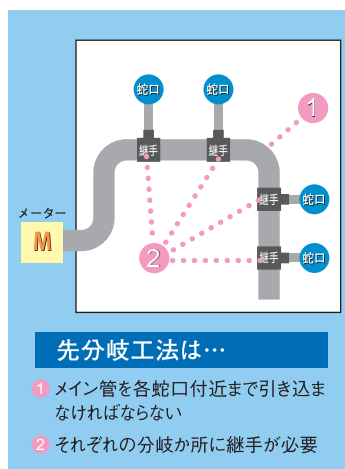 蛇口
蛇口
1
継手
継手
メーター
M
継手
蛇口
2
継手
蛇口
先分岐工法は…
1 メイン管を各蛇口付近まで引き込ま
なければならない
2 それぞれの分岐か所に継手が必要